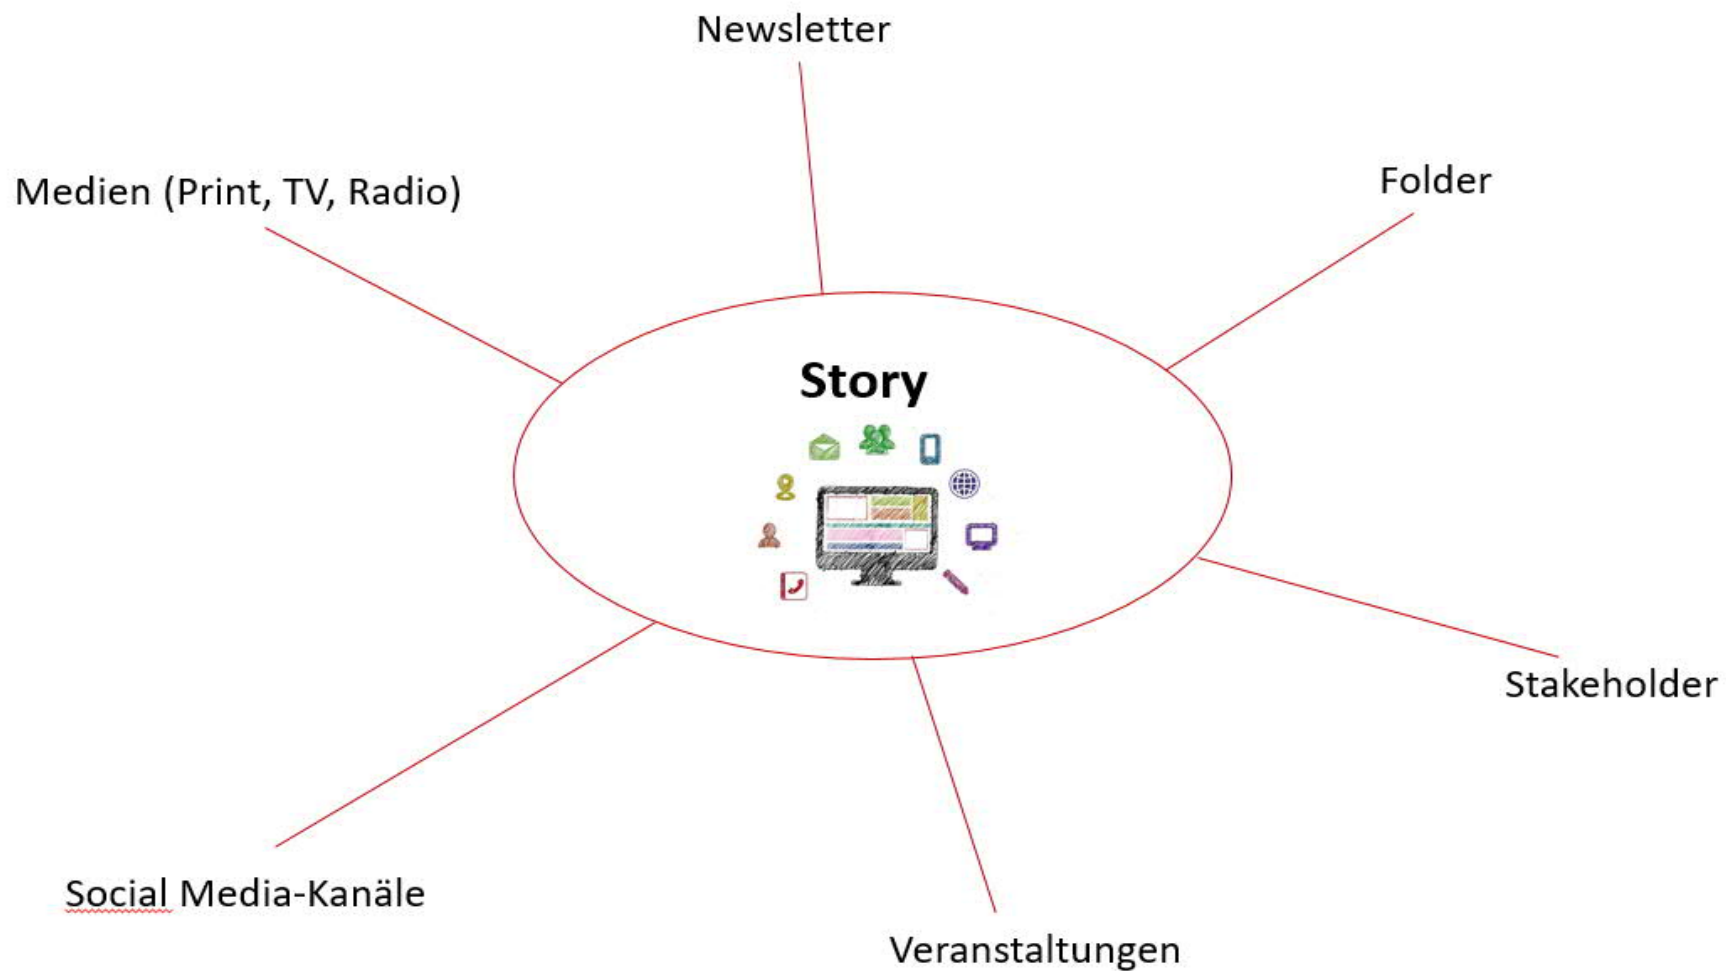 Newsletter
Medien (Print, TV, Radio)
Folder
Story
Stakeholder
Social Media-Kanäle
Veranstaltungen